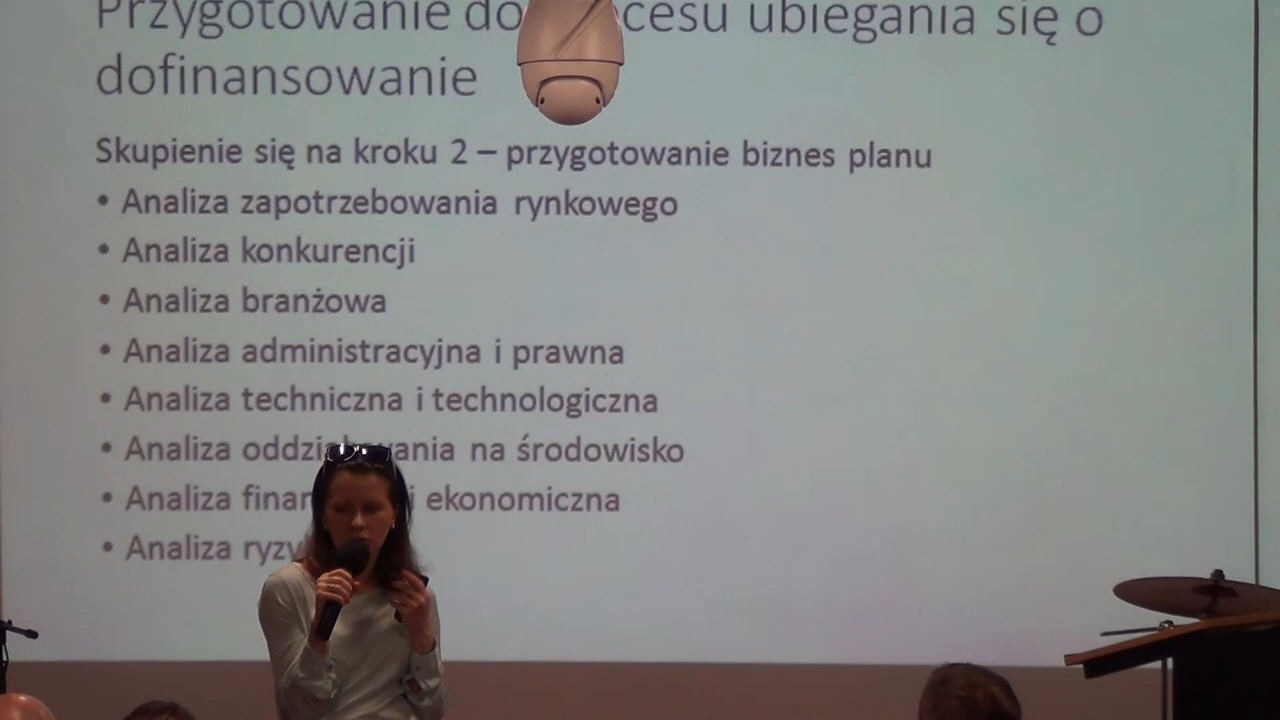 Przygotowanie do cesu ubiegania się o
dofinansowanie
Skupienie się na kroku 2 – przygotowanie biznes planu
• Analiza zapotrzebowania rynkowego
• Analiza konkurencji
• Analiza branżowa
• Analiza administracyjna i prawna
• Analiza techniczna i technologiczna
• Analiza na środowisko
• Analiza i ekonomiczna
• Analiza